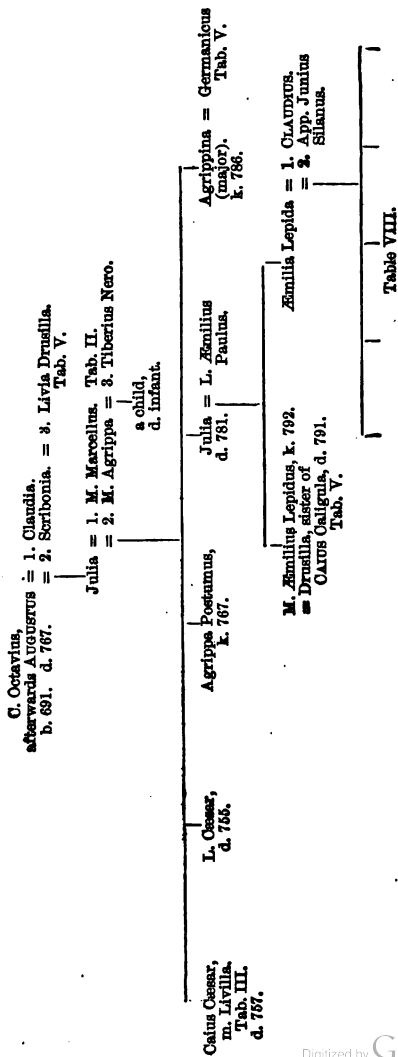 C. Octavius,
afterwards AUGUSTUS = 1. Claudia.
b. 691. d. 767. = 2. Scribonia. = 3. Livia Drusilla.
Tab. V.
Julia = 1. M. Marcellus. Tab. II.
= 2. M. Agrippa = 3. Tiberius Nero.
a child,
d. infant.
Caius Cæsar,
m. Livilla.
Tab. III.
d. 757.
L. Cæsar,
d. 755.
Agrippa Postumus,
k. 767.
Julia = L. Æmilius
d. 781. Paulus.
Agrippina = Germanicus
(major). Tab. V.
k. 786.
M. Æmilius Lepidus, k. 792.
= Drusilla, sister of
CAIUS Caligula, d. 791.
Tab. V.
Æmilia Lepida = 1. CLAUDIUS.
= 2. App. Junius
Silanus.
Table VIII.
Digitized by G